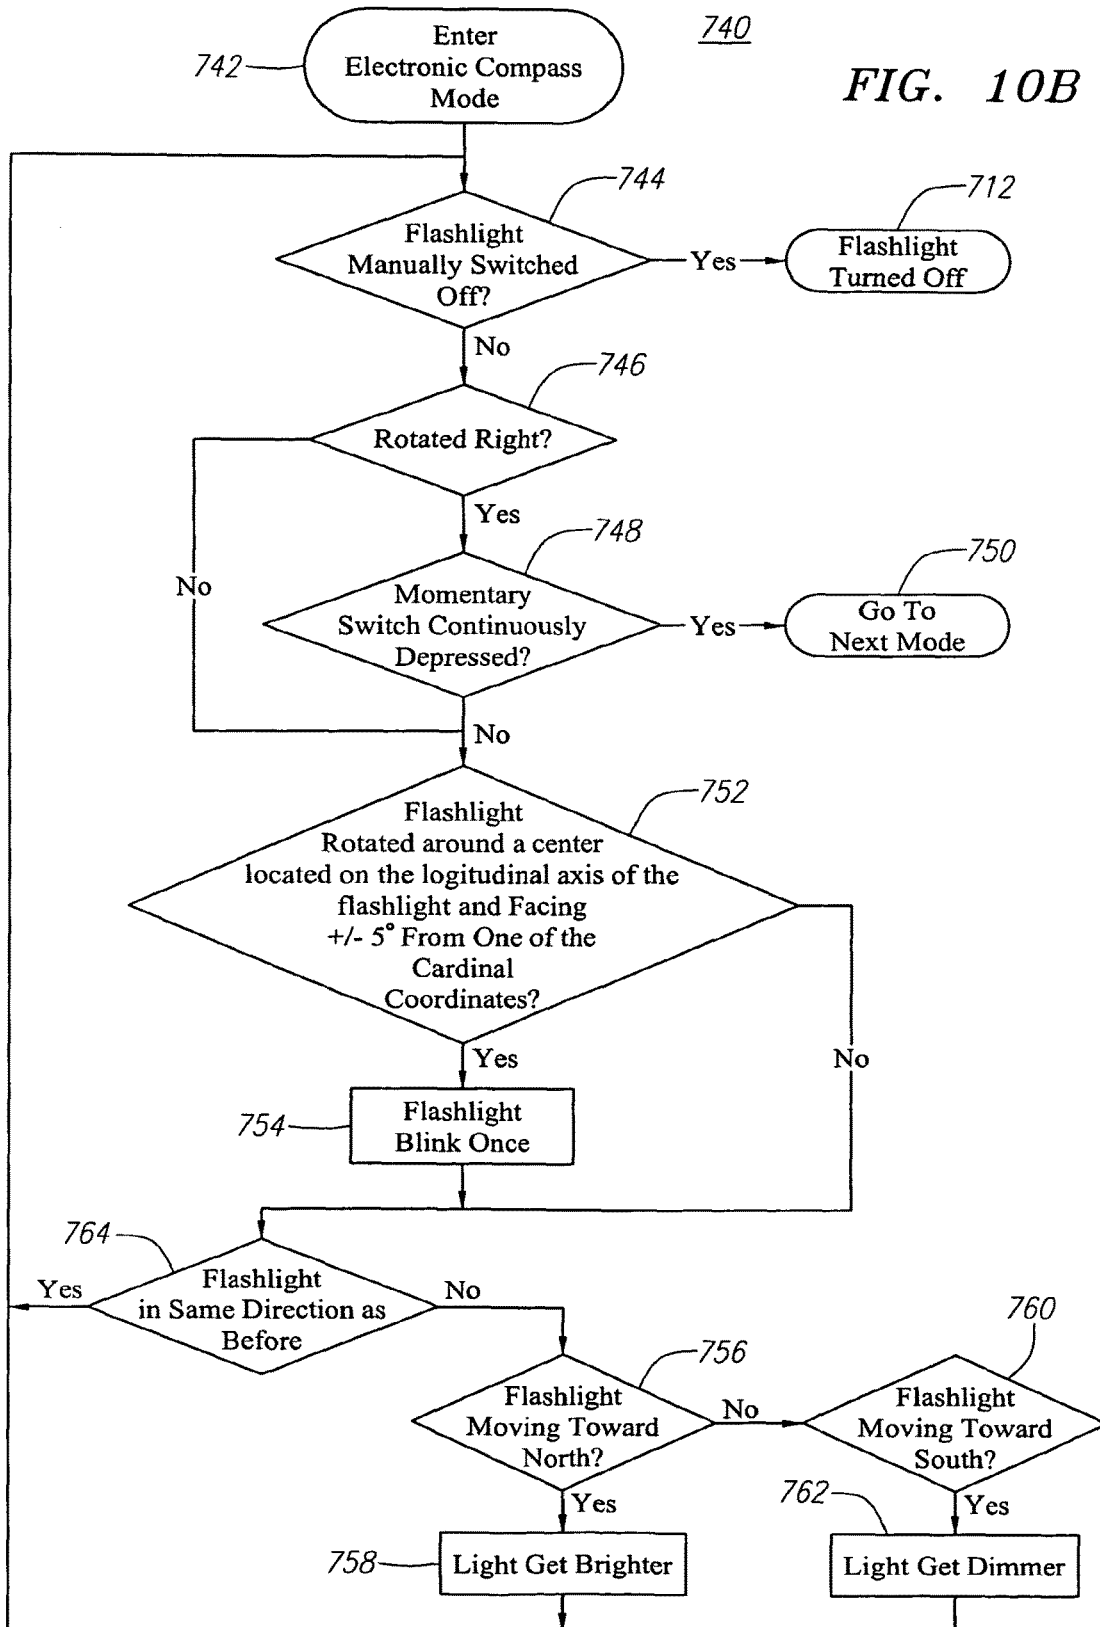 740
FIG. 10B
742
Enter
Electronic Compass
Mode
744
Flashlight
Manually Switched
Off?
Yes
712
Flashlight
Turned Off
No
746
Rotated Right?
No
Yes
748
Momentary
Switch Continuously
Depressed?
Yes
750
Go To
Next Mode
No
752
Flashlight
Rotated around a center
located on the logitudinal axis of the
flashlight and Facing
+/- 5° From One of the
Cardinal
Coordinates?
Yes
No
754
Flashlight
Blink Once
764
Yes
Flashlight
in Same Direction as
Before
No
756
Flashlight
Moving Toward
North?
No
760
Flashlight
Moving Toward
South?
Yes
758
Light Get Brighter
762
Yes
Light Get Dimmer